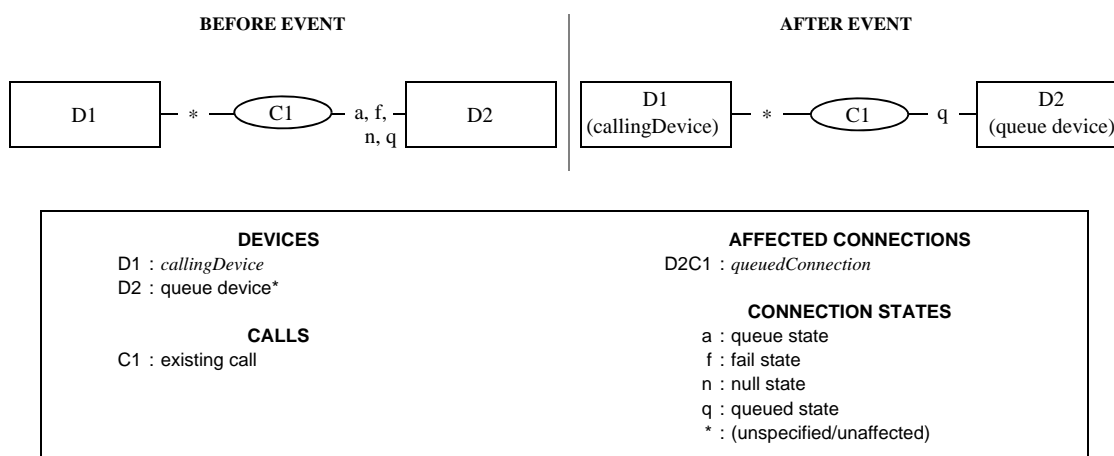 BEFORE EVENT
AFTER EVENT
D1 * C1 a, f, n, q D2
D1 (callingDevice) * C1 q D2 (queue device)
DEVICES
D1 : callingDevice
D2 : queue device*
CALLS
C1 : existing call
AFFECTED CONNECTIONS
D2C1 : queuedConnection
CONNECTION STATES
a : queue state
f : fail state
n : null state
q : queued state
* : (unspecified/unaffected)